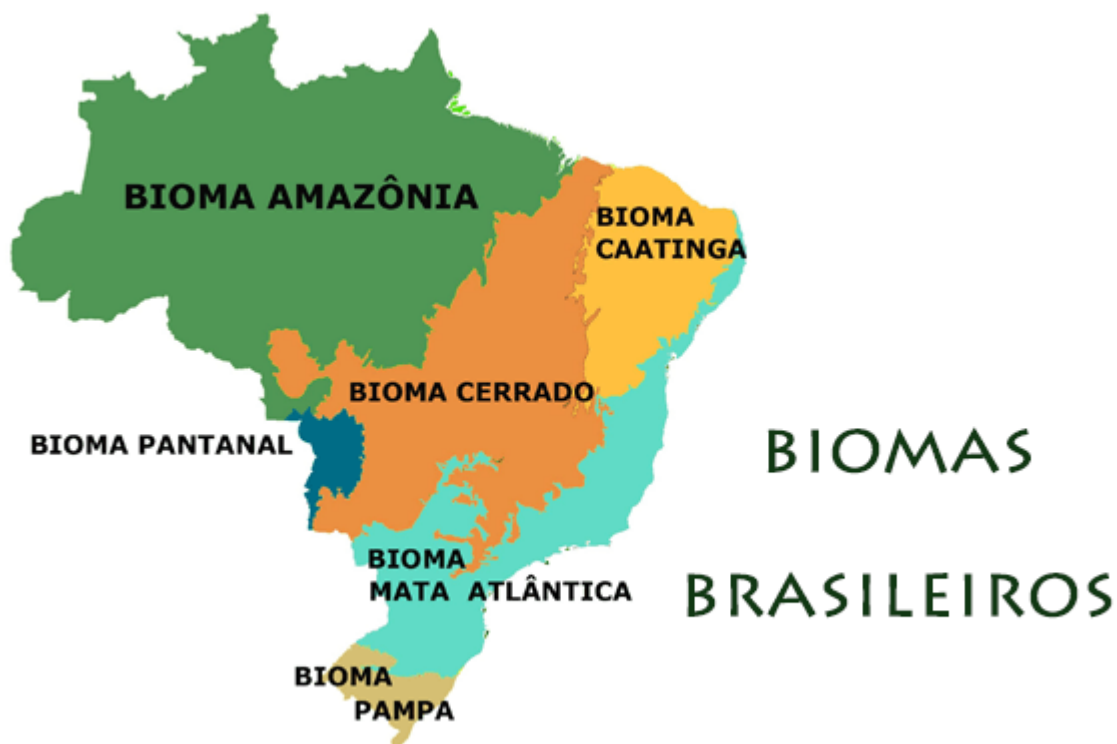 BIOMA AMAZÔNIA
BIOMA
CAATINGA
BIOMA CERRADO
BIOMA PANTANAL
BIOMAS
BIOMA
MATA ATLÂNTICA
BRASILEIROS
BIOMA
PAMPA